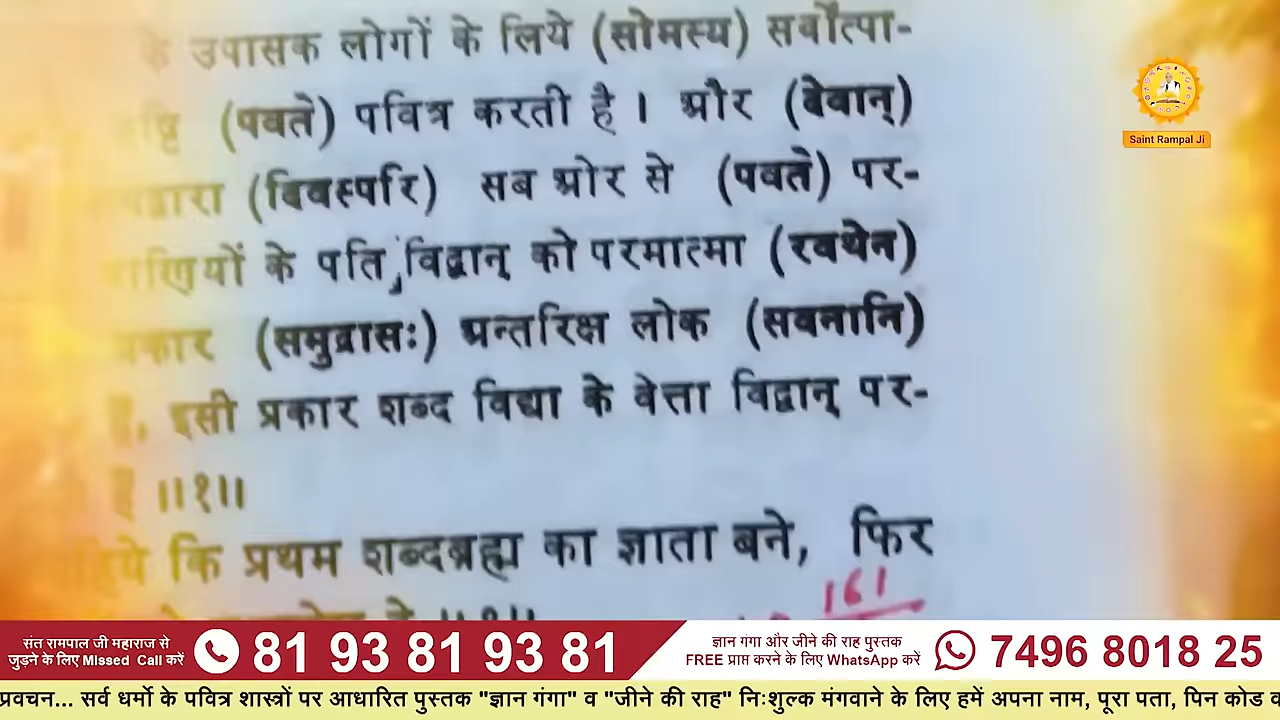 के उपासक लोगों के लिये (सोमस्य) सर्वोत्पा-
(पवते) पवित्र करती है । और (देवान्)
द्वारा (दिवस्परि) सब ओर से (पवते) पर-
वाणियों के पति विद्वान् को परमात्मा (रवथेन)
प्रकार (समुद्रासः) अन्तरिक्ष लोक (सवनानि)
हैं, इसी प्रकार शब्द विद्या के वेत्ता विद्वान् पर-
हैं ॥१॥
कि प्रथम शब्दब्रह्म का ज्ञाता बने, फिर
161
Saint Rampal Ji
संत रामपाल जी महाराज से
जुड़ने के लिए Missed Call करें
81 93 81 93 81
ज्ञान गंगा और जीने की राह पुस्तक
FREE प्राप्त करने के लिए WhatsApp करें
7496 8018 25
प्रवचन... सर्व धर्मो के पवित्र शास्त्रों पर आधारित पुस्तक "ज्ञान गंगा" व "जीने की राह" निःशुल्क मंगवाने के लिए हमें अपना नाम, पूरा पता, पिन कोड